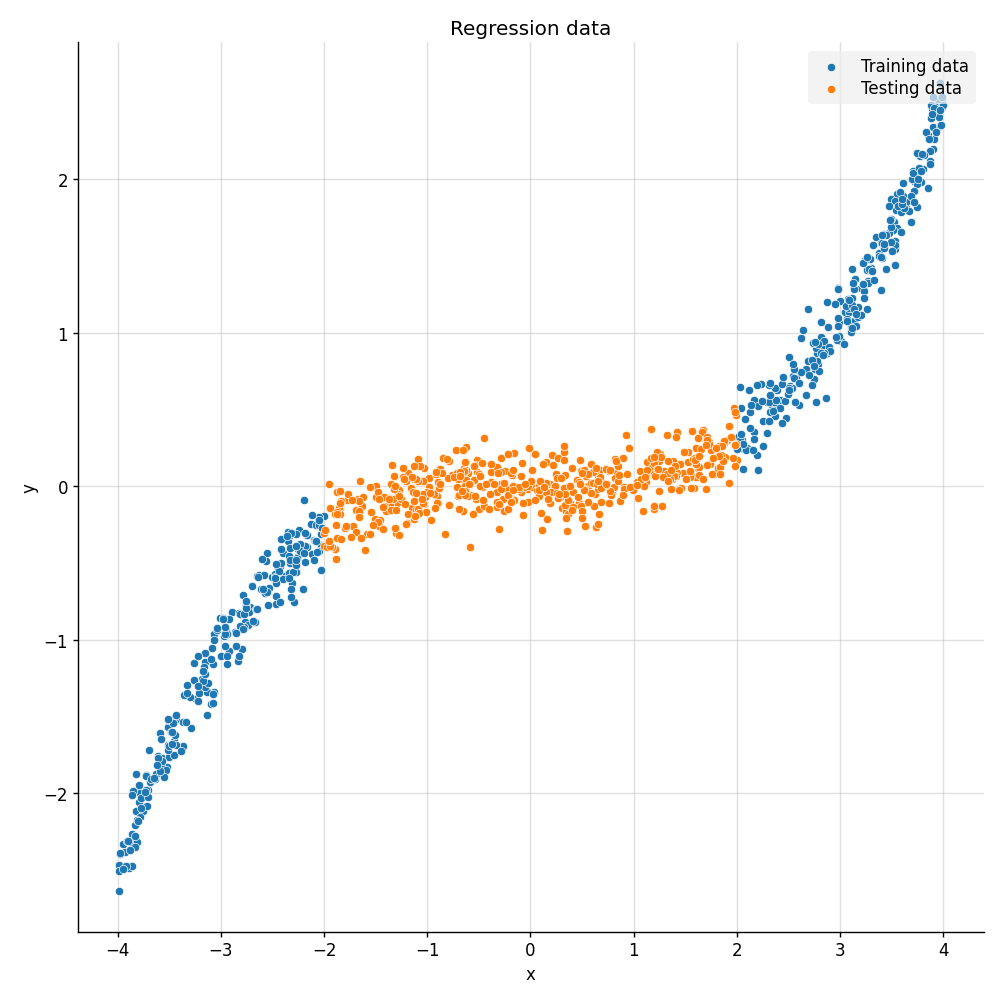 Regression data
Training data
Testing data
2
1
0
−1
−2
y
−4 −3 −2 −1 0 1 2 3 4
x